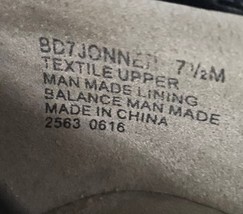 BD7JONNER 7½M
TEXTILE UPPER
MAN MADE LINING
BALANCE MAN MADE
MADE IN CHINA
2563 0616